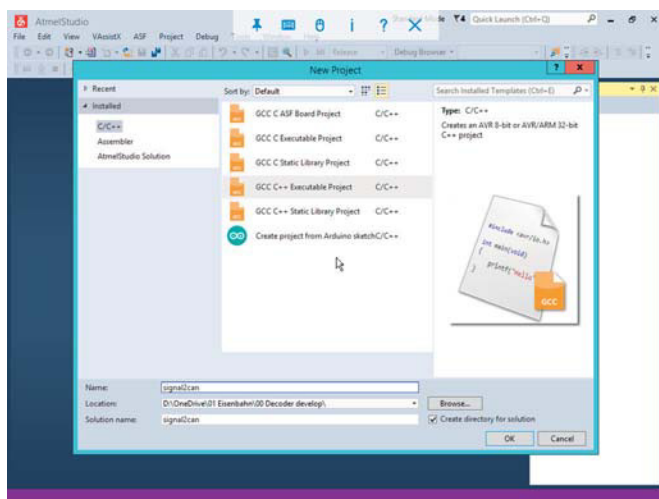 AtmelStudio
Mode
4
Quick Launch (Ctrl+Q)
File Edit View VAssistX ASF Project Debug
Debug Browser
New Project
Recent
Installed
C/C++
Assembler
AtmelStudio Solution
Sort by: Default
Search Installed Templates (Ctrl+E)
GCC C ASF Board Project C/C++
GCC C Executable Project C/C++
GCC C Static Library Project C/C++
GCC C++ Executable Project C/C++
GCC C++ Static Library Project C/C++
Create project from Arduino sketch C/C++
Type: C/C++
Creates an AVR 8-bit or AVR/ARM 32-bit
C++ project
#include <avr/io.h>
int main(void)
{
printf("Hello"
}
GCC
Name: signal2can
Location: D:\OneDrive\01 Eisenbahn\00 Decoder develop\
Browse...
Solution name: signal2can
Create directory for solution
OK Cancel